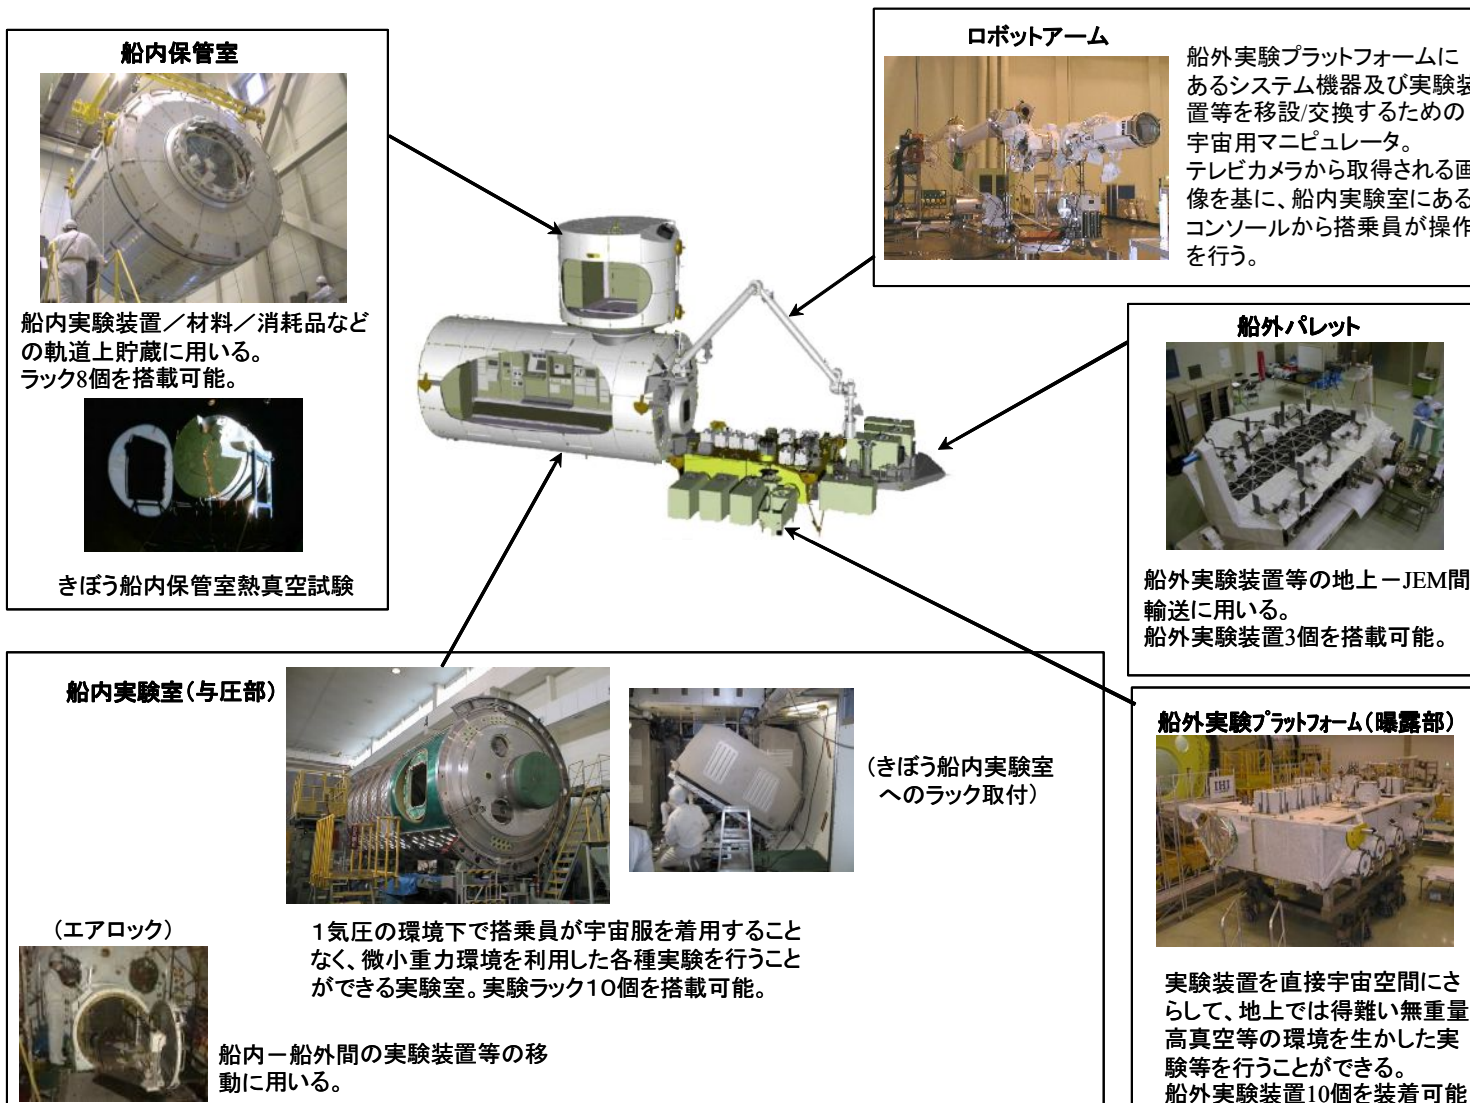 船内保管室
船内実験装置／材料／消耗品など
の軌道上貯蔵に用いる。
ラック8個を搭載可能。
きぼう船内保管室熱真空試験
ロボットアーム
船外実験プラットフォームに
あるシステム機器及び実験装
置等を移設/交換するための
宇宙用マニピュレータ。
テレビカメラから取得される画
像を基に、船内実験室にある
コンソールから搭乗員が操作
を行う。
船外パレット
船外実験装置等の地上－JEM間
輸送に用いる。
船外実験装置3個を搭載可能。
船内実験室（与圧部）
（きぼう船内実験室
へのラック取付）
１気圧の環境下で搭乗員が宇宙服を着用すること
なく、微小重力環境を利用した各種実験を行うこと
ができる実験室。実験ラック１０個を搭載可能。
（エアロック）
船内－船外間の実験装置等の移
動に用いる。
船外実験プラットフォーム（曝露部）
IHI
実験装置を直接宇宙空間にさ
らして、地上では得難い無重量
高真空等の環境を生かした実
験等を行うことができる。
船外実験装置10個を装着可能